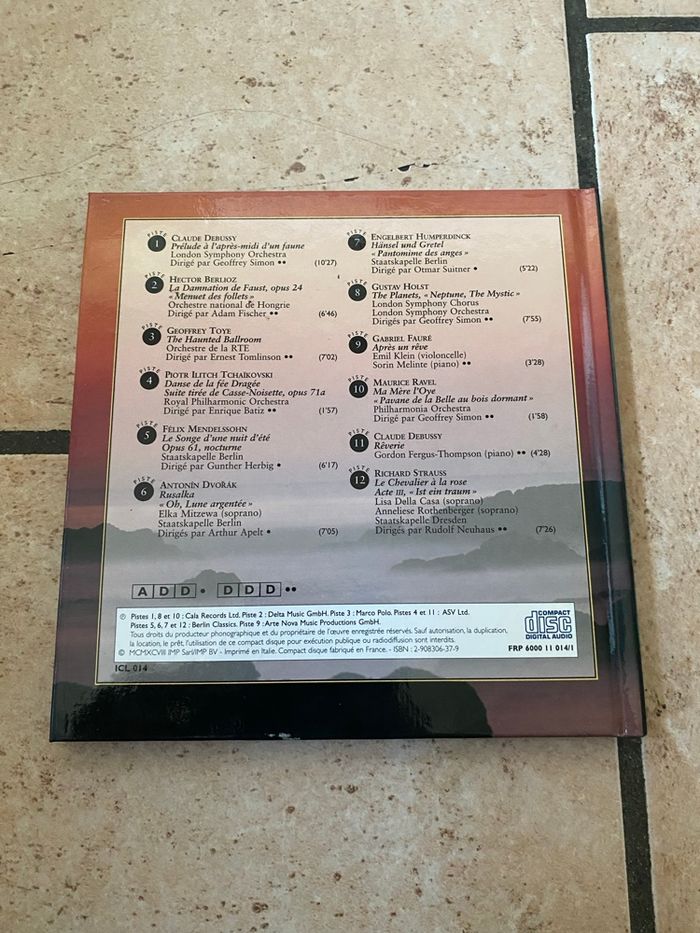 PISTE 1 CLAUDE DEBUSSY
Prélude à l'après-midi d'un faune
London Symphony Orchestra
Dirigé par Geoffrey Simon •• (10'27)
PISTE 2 HECTOR BERLIOZ
La Damnation de Faust, opus 24
« Menuet des follets »
Orchestre national de Hongrie
Dirigé par Adam Fischer •• (6'46)
PISTE 3 GEOFFREY TOYE
The Haunted Ballroom
Orchestre de la RTE
Dirigé par Ernest Tomlinson •• (7'02)
PISTE 4 PIOTR ILITCH TCHAÏKOVSKI
Danse de la fée Dragée
Suite tirée de Casse-Noisette, opus 71a
Royal Philharmonic Orchestra
Dirigé par Enrique Batiz •• (1'57)
PISTE 5 FÉLIX MENDELSSOHN
Le Songe d'une nuit d'été
Opus 61, nocturne
Staatskapelle Berlin
Dirigé par Gunther Herbig • (6'17)
PISTE 6 ANTONÍN DVOŘÁK
Rusalka
« Oh, Lune argentée »
Elka Mitzewa (soprano)
Staatskapelle Berlin
Dirigés par Arthur Apelt • (7'05)
PISTE 7 ENGELBERT HUMPERDINCK
Hänsel und Gretel
« Pantomime des anges »
Staatskapelle Berlin
Dirigé par Otmar Suitner • (5'22)
PISTE 8 GUSTAV HOLST
The Planets, « Neptune, The Mystic »
London Symphony Chorus
London Symphony Orchestra
Dirigés par Geoffrey Simon •• (7'55)
PISTE 9 GABRIEL FAURÉ
Après un rêve
Emil Klein (violoncelle)
Sorin Melinte (piano) •• (3'28)
PISTE 10 MAURICE RAVEL
Ma Mère l'Oye
« Pavane de la Belle au bois dormant »
Philharmonia Orchestra
Dirigé par Geoffrey Simon •• (1'58)
PISTE 11 CLAUDE DEBUSSY
Rêverie
Gordon Fergus-Thompson (piano) •• (4'28)
PISTE 12 RICHARD STRAUSS
Le Chevalier à la rose
Acte III, « Ist ein traum »
Lisa Della Casa (soprano)
Anneliese Rothenberger (soprano)
Staatskapelle Dresden
Dirigés par Rudolf Neuhaus •• (7'26)
ADD • DDD ••
℗ Pistes 1, 8 et 10 : Cala Records Ltd. Piste 2 : Delta Music GmbH. Piste 3 : Marco Polo. Pistes 4 et 11 : ASV Ltd.
Pistes 5, 6, 7 et 12 : Berlin Classics. Piste 9 : Arte Nova Music Productions GmbH.
Tous droits du producteur phonographique et du propriétaire de l'œuvre enregistrée réservés. Sauf autorisation, la duplication,
la location, le prêt, l'utilisation de ce compact disque pour exécution publique ou radiodiffusion sont interdits.
© MCMXCVIII IMP Sarl/IMP BV - Imprimé en Italie. Compact disque fabriqué en France. - ISBN : 2-908306-37-9
COMPACT
disc
DIGITAL AUDIO
FRP 6000 11 014/1
ICL 014